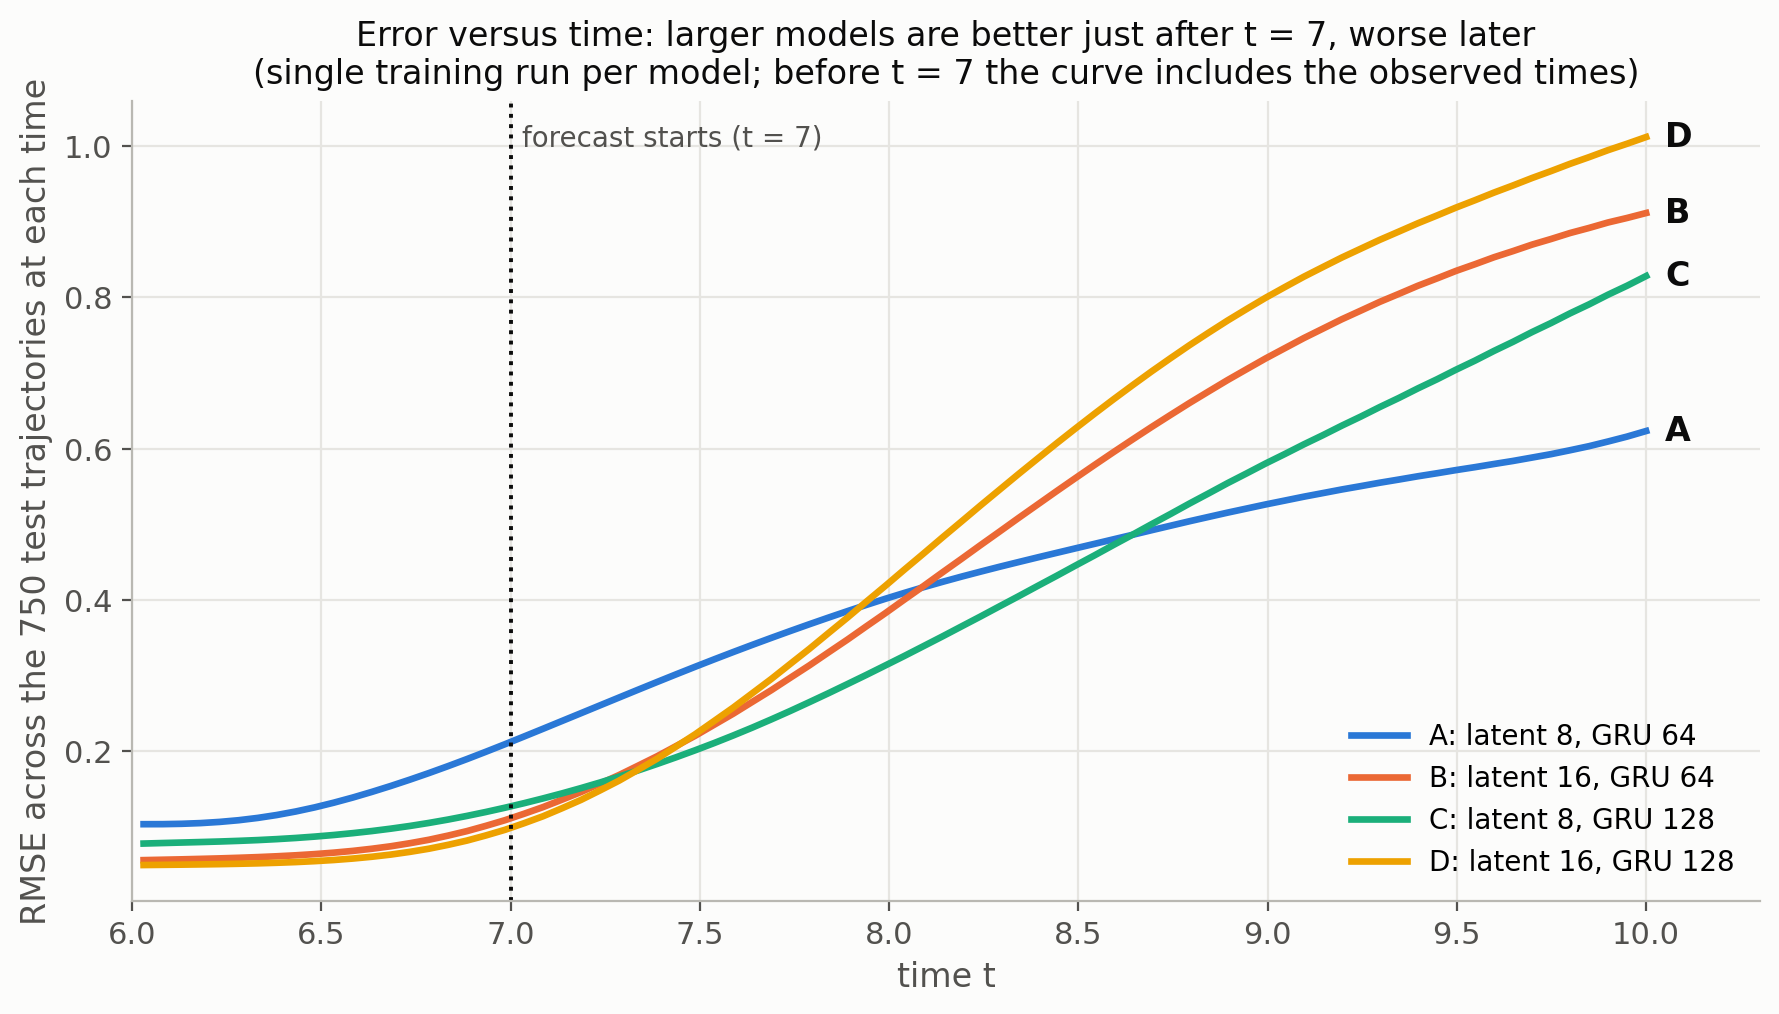 Error versus time: larger models are better just after t = 7, worse later
(single training run per model; before t = 7 the curve includes the observed times)
RMSE across the 750 test trajectories at each time
1.0
0.8
0.6
0.4
0.2
forecast starts (t = 7)
D
B
C
A
A: latent 8, GRU 64
B: latent 16, GRU 64
C: latent 8, GRU 128
D: latent 16, GRU 128
6.0 6.5 7.0 7.5 8.0 8.5 9.0 9.5 10.0
time t